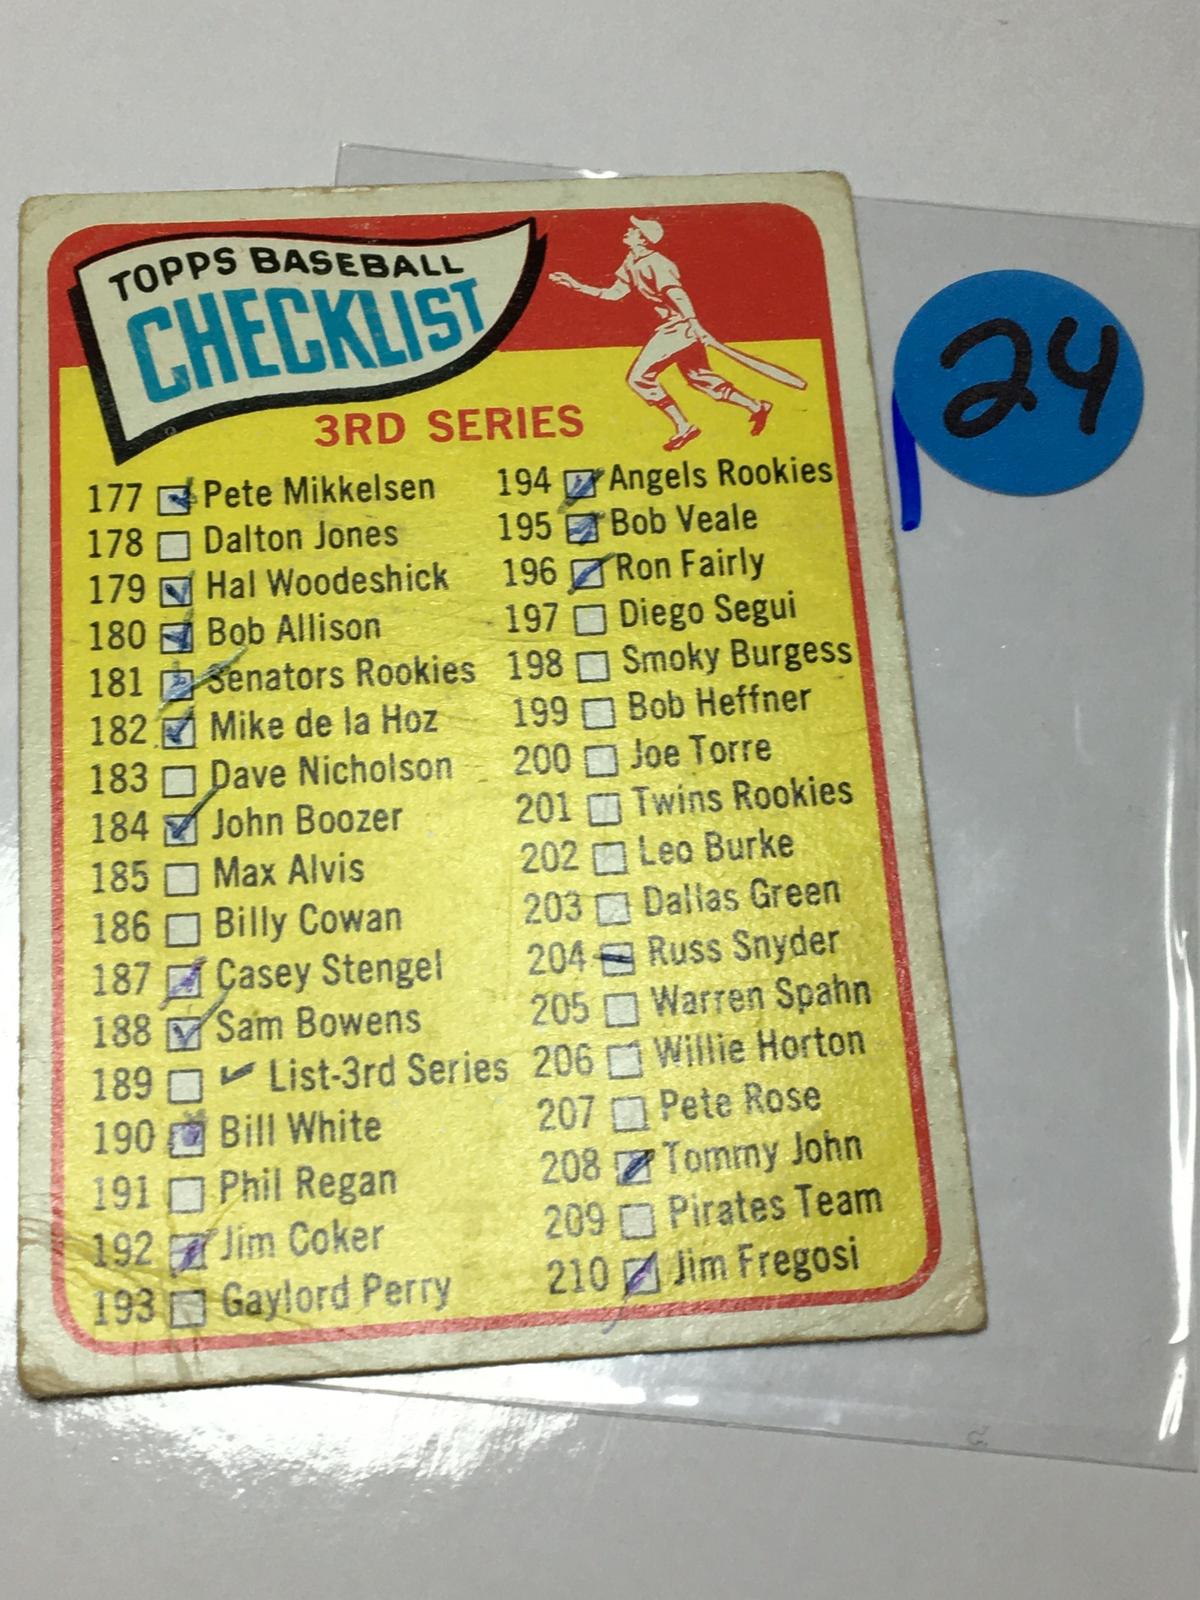 TOPPS BASEBALL
CHECKLIST
3RD SERIES
177 Pete Mikkelsen
178 Dalton Jones
179 Hal Woodeshick
180 Bob Allison
181 Senators Rookies
182 Mike de la Hoz
183 Dave Nicholson
184 John Boozer
185 Max Alvis
186 Billy Cowan
187 Casey Stengel
188 Sam Bowens
189 ✓ List-3rd Series
190 Bill White
191 Phil Regan
192 Jim Coker
193 Gaylord Perry
194 Angels Rookies
195 Bob Veale
196 Ron Fairly
197 Diego Segui
198 Smoky Burgess
199 Bob Heffner
200 Joe Torre
201 Twins Rookies
202 Leo Burke
203 Dallas Green
204 Russ Snyder
205 Warren Spahn
206 Willie Horton
207 Pete Rose
208 Tommy John
209 Pirates Team
210 Jim Fregosi
24